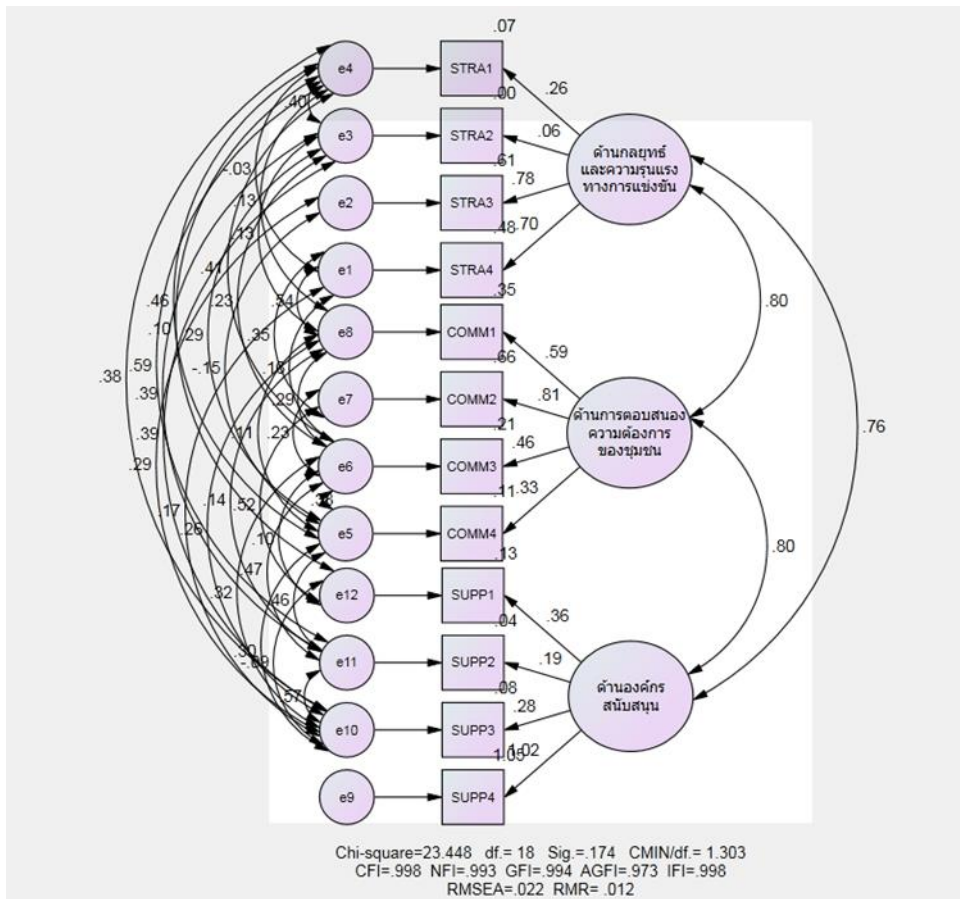 .07
e4
STRA1
.26
.00
.40
e3
STRA2
.06
.61
-.03
.78
.13
e2
STRA3
ด้านกลยุทธ์
และความรุนแรง
ทางการแข่งขัน
.48
.70
.13
.41
e1
STRA4
.35
.46
.23
.54
.80
.10
.29
.35
e8
COMM1
.59
.66
.38
.59
-.15
.18
.39
.29
e7
COMM2
.81
.21
ด้านการตอบสนอง
ความต้องการ
ของชุมชน
.76
.39
.11
.23
.46
.29
e6
COMM3
.11
.33
.14
.17
.52
.26
e5
COMM4
.13
.10
.80
.47
e12
SUPP1
.36
.32
.46
.04
.30
e11
SUPP2
.19
.08
ด้านองค์กร
สนับสนุน
.57
.28
e10
SUPP3
1.05
1.02
e9
SUPP4
Chi-square=23.448 df.= 18 Sig.=.174 CMIN/df.= 1.303
CFI=.998 NFI=.993 GFI=.994 AGFI=.973 IFI=.998
RMSEA=.022 RMR= .012